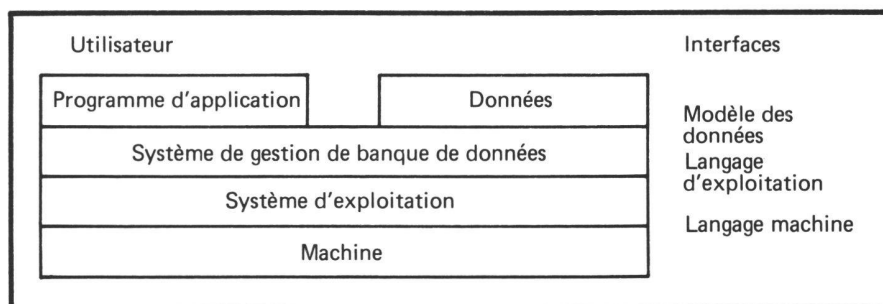 Utilisateur
Interfaces
Programme d'application
Données
Modèle des
données
Système de gestion de banque de données
Langage
d'exploitation
Système d'exploitation
Langage machine
Machine